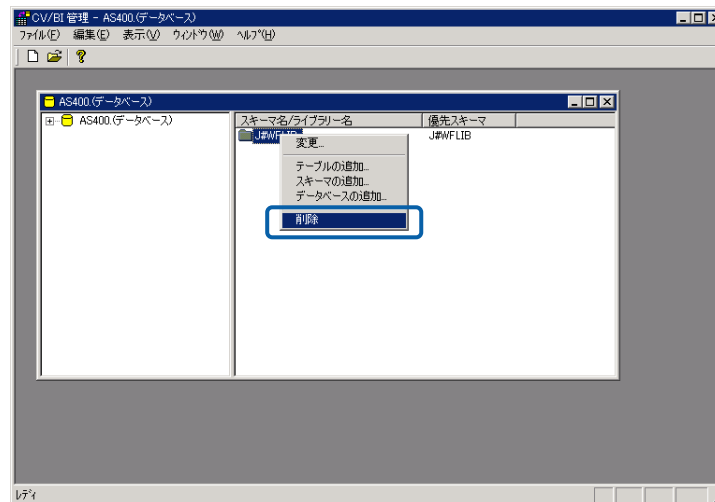 CV/BI 管理 - AS400.(データベース)
ファイル(F) 編集(E) 表示(V) ウィンドウ(W) ヘルプ(H)
AS400.(データベース)
AS400.(データベース)
スキーマ名/ライブラリー名 優先スキーマ
J#WFLIB J#WFLIB
変更...
テーブルの追加...
スキーマの追加...
データベースの追加...
削除
レディ